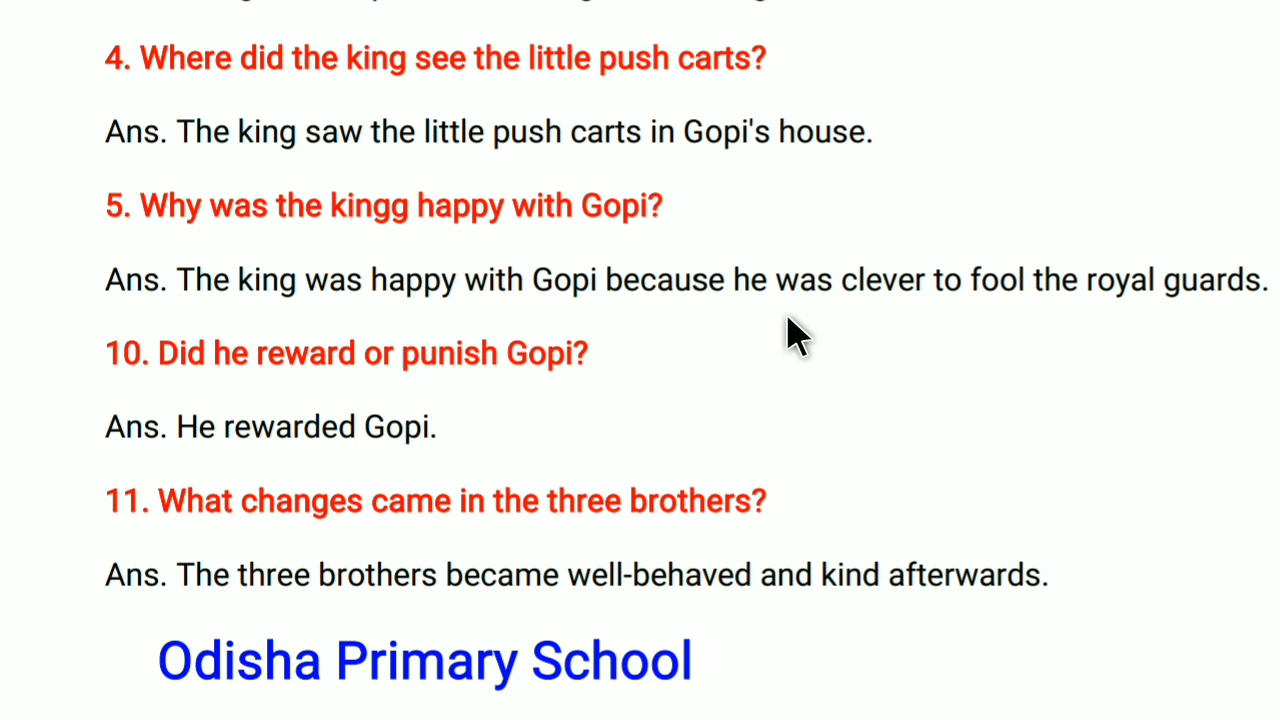 4. Where did the king see the little push carts?
Ans. The king saw the little push carts in Gopi's house.
5. Why was the kingg happy with Gopi?
Ans. The king was happy with Gopi because he was clever to fool the royal guards.
10. Did he reward or punish Gopi?
Ans. He rewarded Gopi.
11. What changes came in the three brothers?
Ans. The three brothers became well-behaved and kind afterwards.
Odisha Primary School